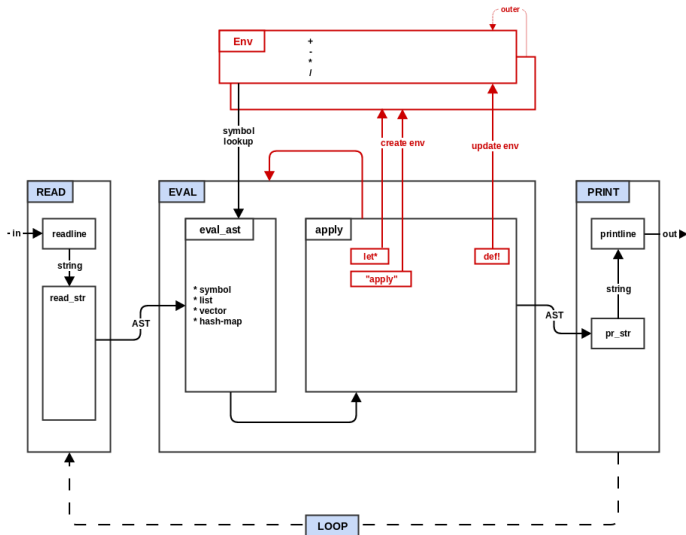 outer
Env
+
-
*
/
symbol
lookup
create env
update env
READ
EVAL
PRINT
- in
readline
eval_ast
apply
printline
out
let*
def!
"apply"
string
read_str
* symbol
* list
* vector
* hash-map
string
AST
AST
pr_str
LOOP